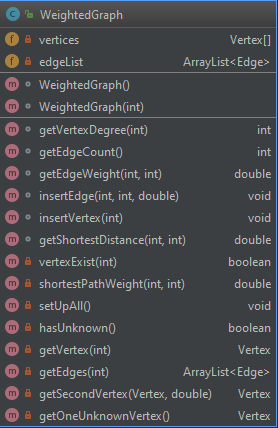 WeightedGraph
vertices Vertex[]
edgeList ArrayList<Edge>
WeightedGraph()
WeightedGraph(int)
getVertexDegree(int) int
getEdgeCount() int
getEdgeWeight(int, int) double
insertEdge(int, int, double) void
insertVertex(int) void
getShortestDistance(int, int) double
vertexExist(int) boolean
shortestPathWeight(int, int) double
setUpAll() void
hasUnknown() boolean
getVertex(int) Vertex
getEdges(int) ArrayList<Edge>
getSecondVertex(Vertex, double) Vertex
getOneUnknownVertex() Vertex